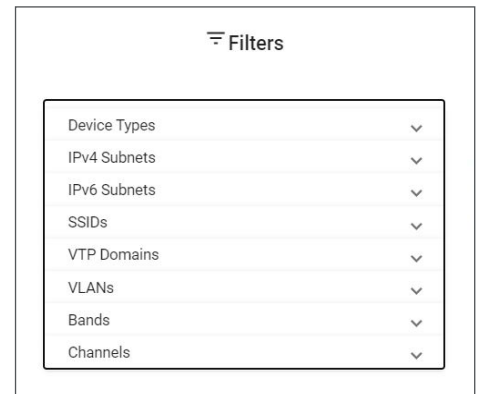 Filters
Device Types
IPv4 Subnets
IPv6 Subnets
SSIDs
VTP Domains
VLANs
Bands
Channels